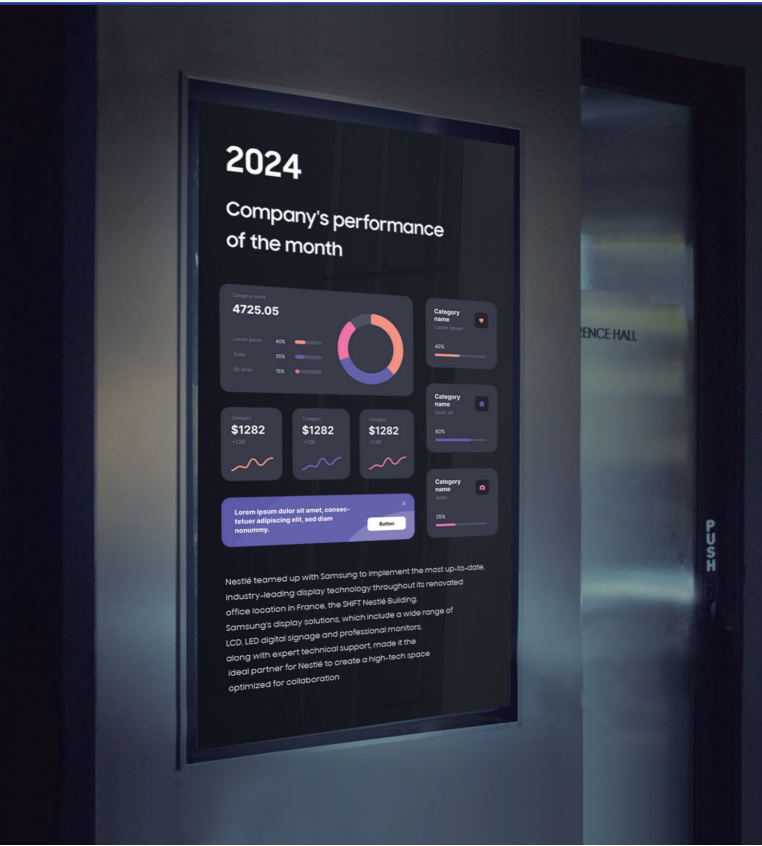 2024
Company's performance
of the month
Category name
4725.05
Lorem ipsum 40%
Dolor 35%
Sit amet 15%
Category
name
Lorem ipsum
40%
Category
name
Dolor sit
60%
Category
name
Amet
35%
Category
$1282
+138
Category
$1282
+138
Category
$1282
+138
Lorem ipsum dolor sit amet, consec-
tetuer adipiscing elit, sed diam
nonummy.
Button
Nestlé teamed up with Samsung to implement the most up-to-date,
industry-leading display technology throughout its renovated
office location in France, the SHIFT Nestlé Building.
Samsung's display solutions, which include a wide range of
LCD, LED digital signage and professional monitors,
along with expert technical support, made it the
ideal partner for Nestlé to create a high-tech space
optimized for collaboration
RENCE HALL
PUSH